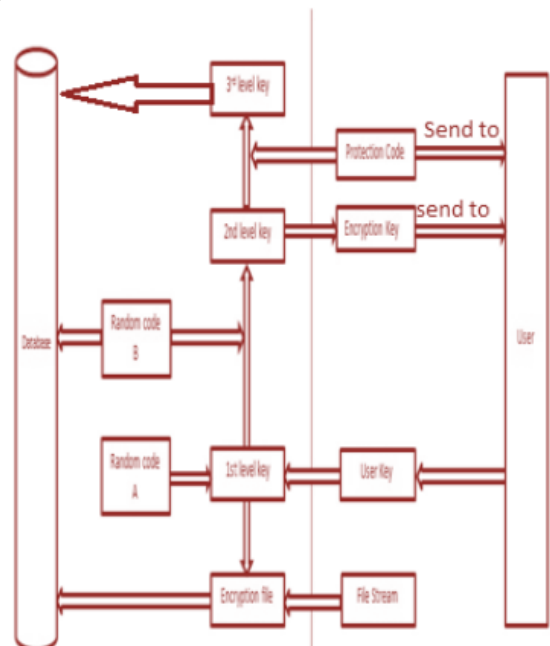 3rd level key
Send to
Protection Code
send to
2nd level key
Encryption Key
Random code
B
Database
User
Random code
A
1st level key
User Key
Encryption file
File Stream